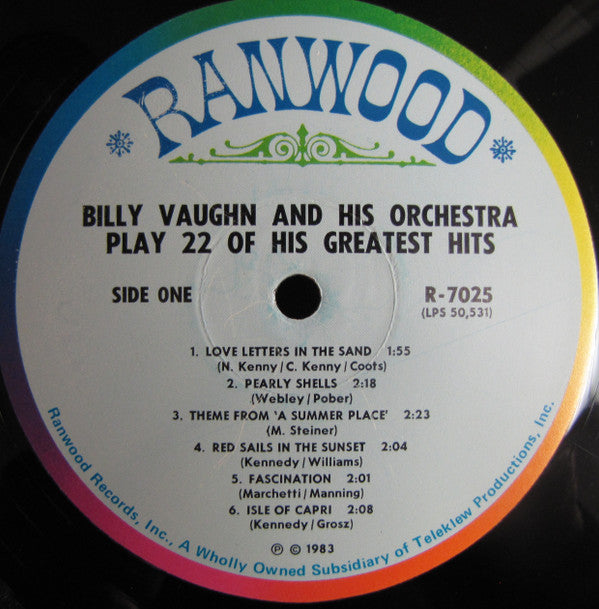 RANWOOD
BILLY VAUGHN AND HIS ORCHESTRA
PLAY 22 OF HIS GREATEST HITS
SIDE ONE
R-7025
(LPS 50,531)
1. LOVE LETTERS IN THE SAND 1:55
(N. Kenny/C. Kenny/Coots)
2. PEARLY SHELLS 2:18
(Webley/Pober)
3. THEME FROM 'A SUMMER PLACE' 2:23
(M. Steiner)
4. RED SAILS IN THE SUNSET 2:04
(Kennedy/Williams)
5. FASCINATION 2:01
(Marchetti/Manning)
6. ISLE OF CAPRI 2:08
(Kennedy/Grosz)
℗ © 1983
Ranwood Records, Inc., A Wholly Owned Subsidiary of Teleklew Productions, Inc.